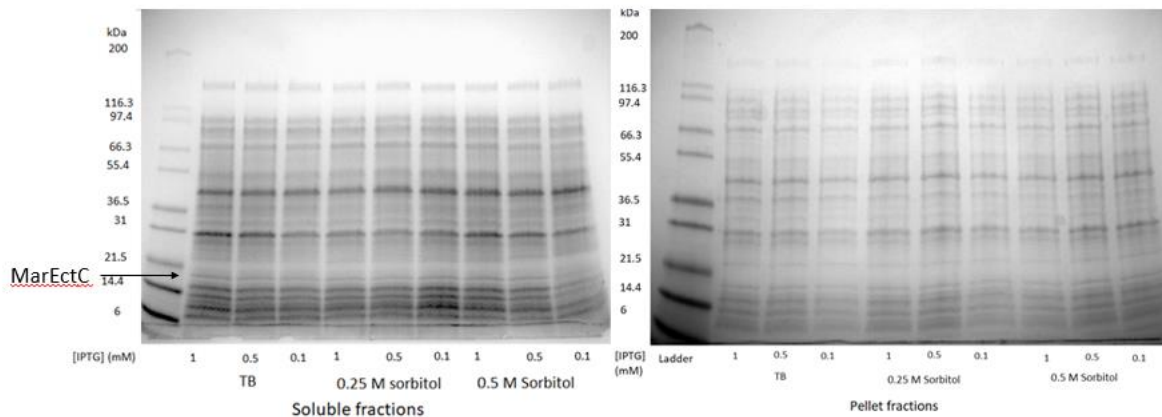 kDa
200
116.3
97.4
66.3
55.4
36.5
31
21.5
14.4
6
MarEctC
[IPTG] (mM) 1 0.5 0.1 1 0.5 0.1 1 0.5 0.1
TB 0.25 M sorbitol 0.5 M Sorbitol
Soluble fractions
kDa
200
116.3
97.4
66.3
55.4
36.5
31
21.5
14.4
6
[IPTG] (mM) Ladder 1 0.5 0.1 1 0.5 0.1 1 0.5 0.1
TB 0.25 M Sorbitol 0.5 M Sorbitol
Pellet fractions